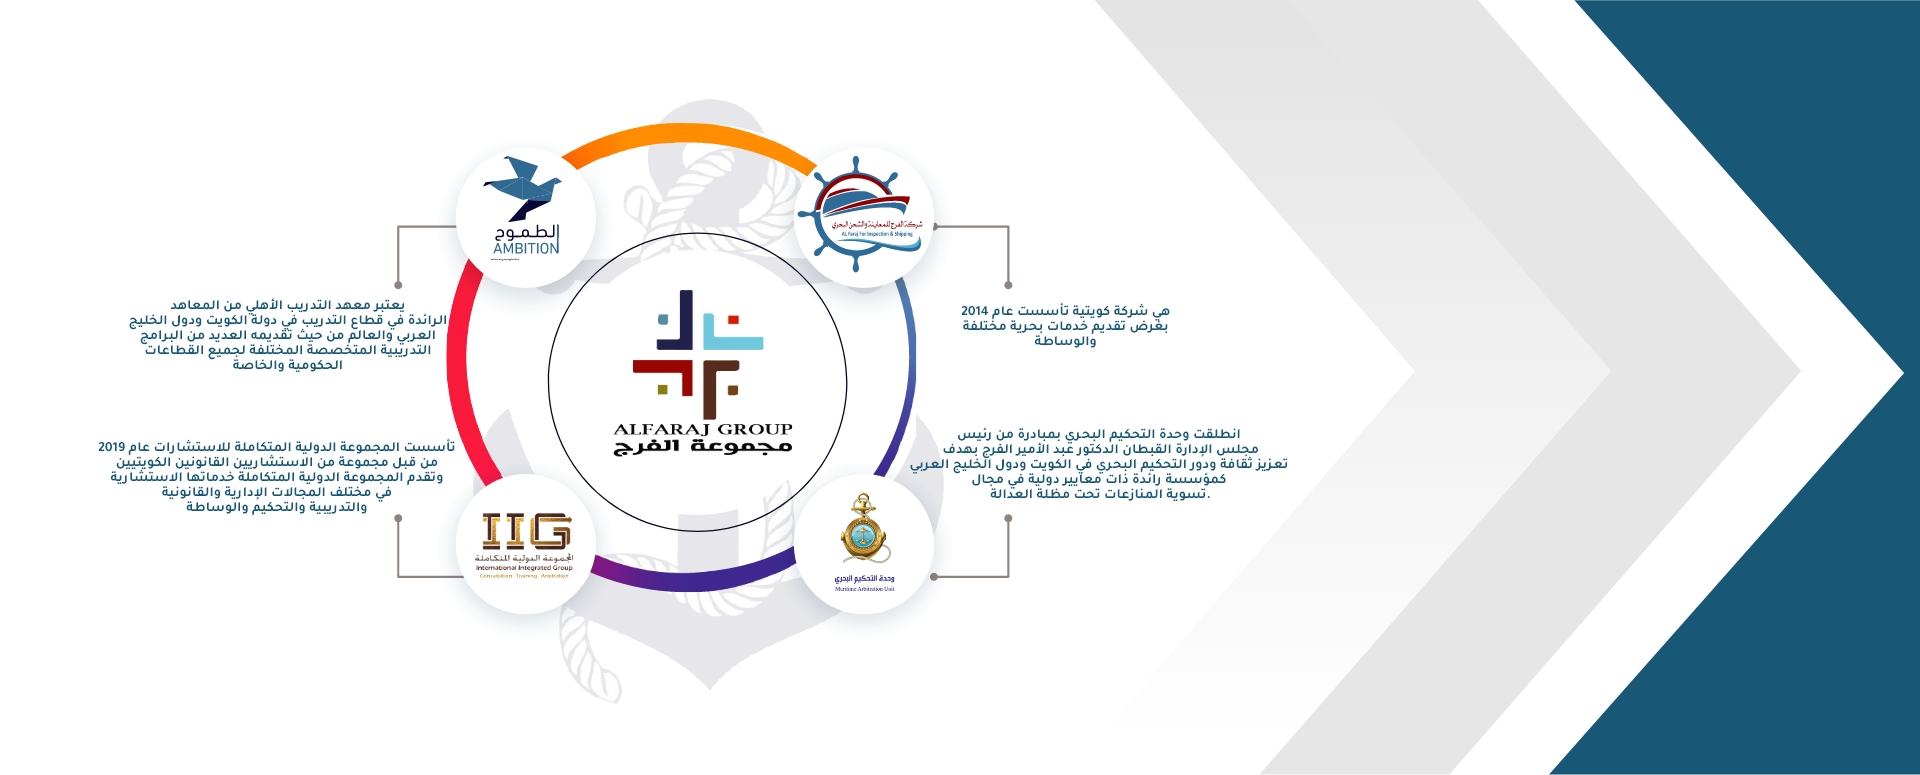 شركة الفرج للمعاينة والشحن البحري
AL Faraj For Inspection & Shipping
هي شركة كويتية تأسست عام 2014
بغرض تقديم خدمات بحرية مختلفة
والوساطة
الطموح
AMBITION
يعتبر معهد التدريب الأهلي من المعاهد
الرائدة في قطاع التدريب في دولة الكويت ودول الخليج
العربي والعالم من حيث تقديمه العديد من البرامج
التدريبية المتخصصة المختلفة لجميع القطاعات
الحكومية والخاصة
ALFARAJ GROUP
مجموعة الفرج
انطلقت وحدة التحكيم البحري بمبادرة من رئيس
مجلس الإدارة القبطان الدكتور عبد الأمير الفرج بهدف
تعزيز ثقافة ودور التحكيم البحري في الكويت ودول الخليج العربي
كمؤسسة رائدة ذات معايير دولية في مجال
.تسوية المنازعات تحت مظلة العدالة
وحدة التحكيم البحري
Maritime Arbitration Unit
تأسست المجموعة الدولية المتكاملة للاستشارات عام 2019
من قبل مجموعة من الاستشاريين القانونين الكويتيين
وتقدم المجموعة الدولية المتكاملة خدماتها الاستشارية
في مختلف المجالات الإدارية والقانونية
والتدريبية والتحكيم والوساطة
IIG
المجموعة الدولية المتكاملة
International Integrated Group
Consultation - Training - Arbitration